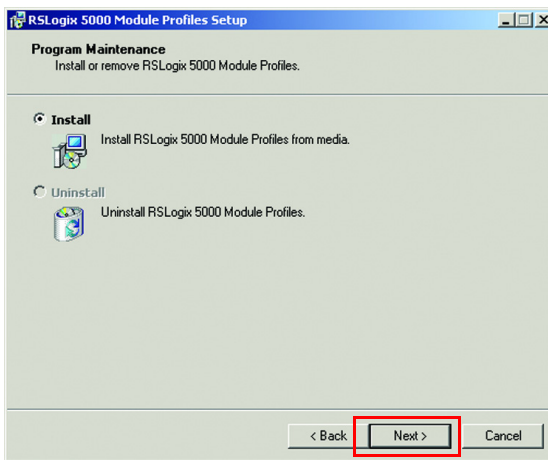 RSLogix 5000 Module Profiles Setup
Program Maintenance
Install or remove RSLogix 5000 Module Profiles.
Install
Install RSLogix 5000 Module Profiles from media.
Uninstall
Uninstall RSLogix 5000 Module Profiles.
< Back
Next >
Cancel